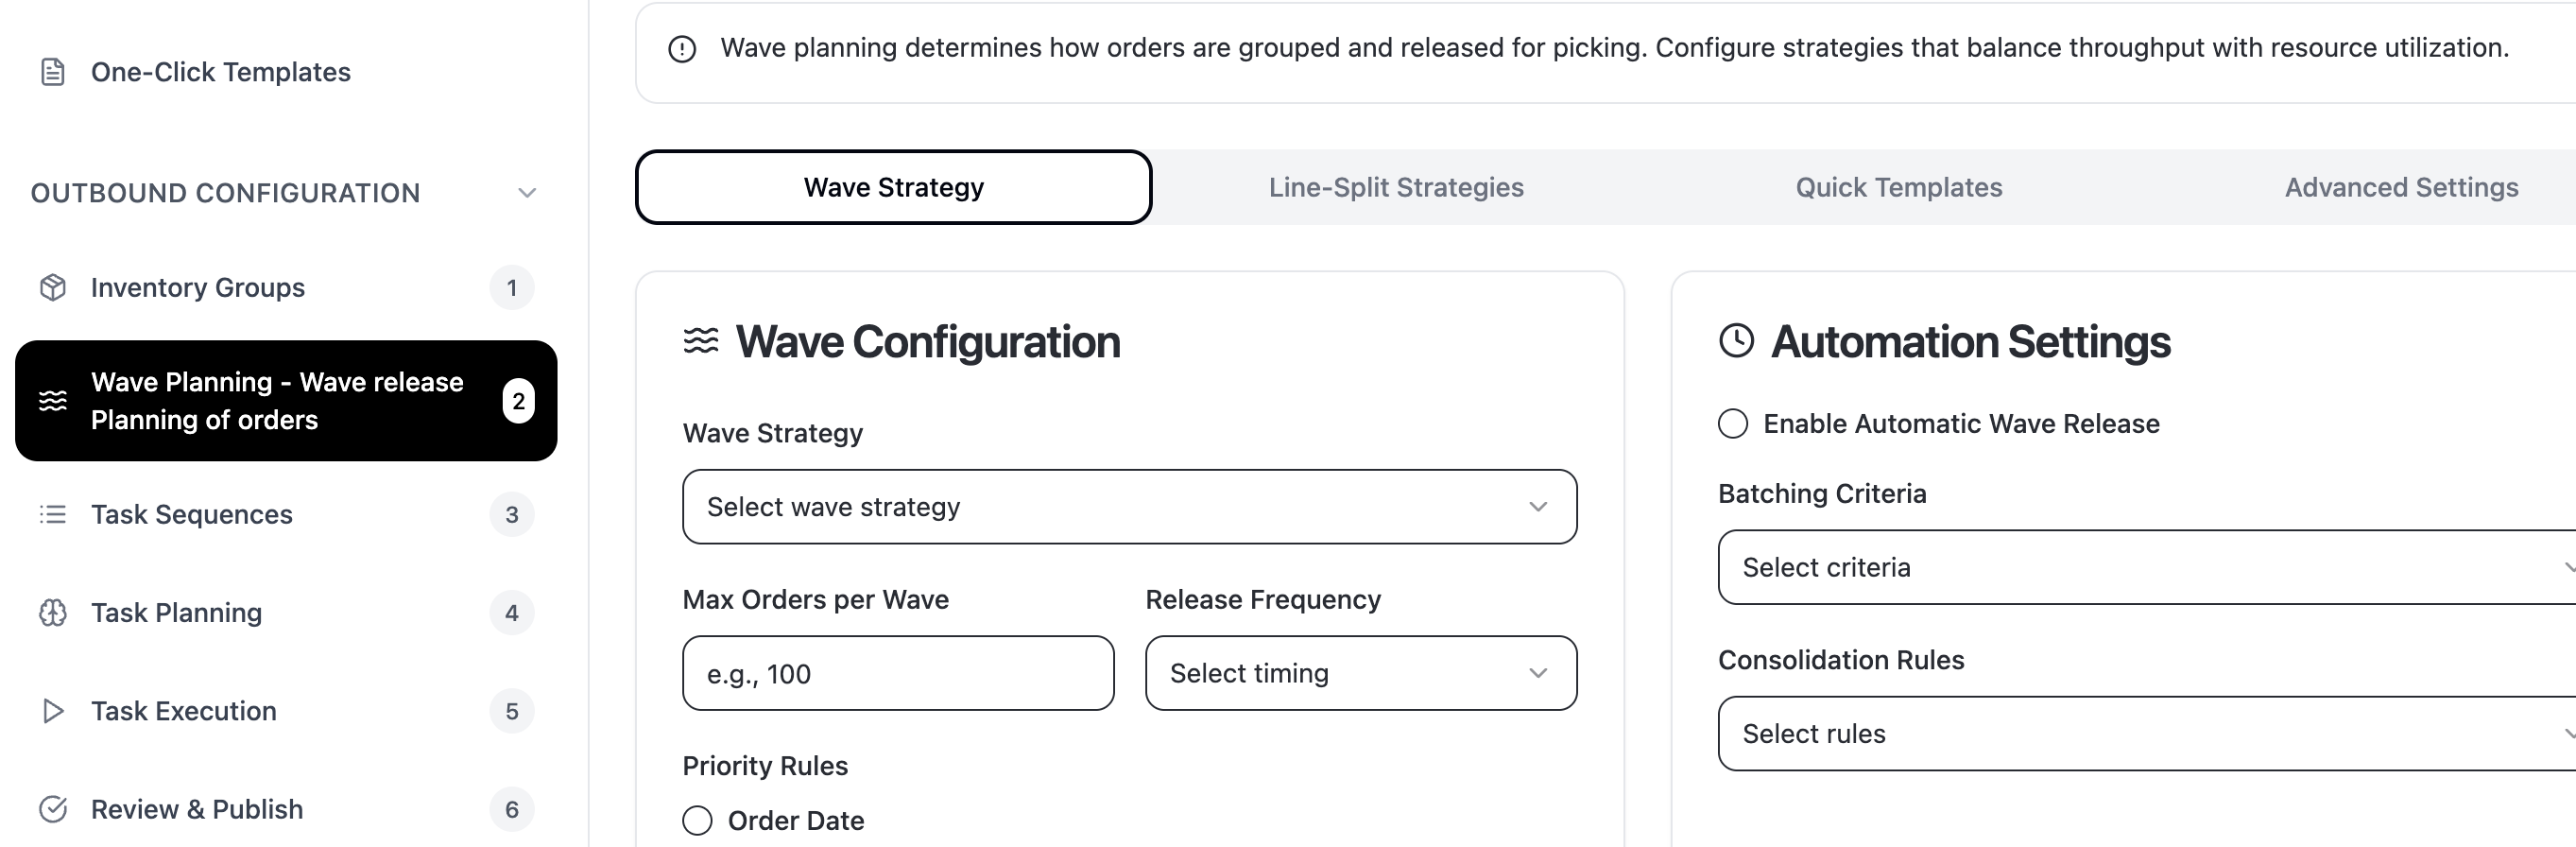 One-Click Templates
OUTBOUND CONFIGURATION
Inventory Groups 1
Wave Planning - Wave release
Planning of orders 2
Task Sequences 3
Task Planning 4
Task Execution 5
Review & Publish 6
Wave planning determines how orders are grouped and released for picking. Configure strategies that balance throughput with resource utilization.
Wave Strategy Line-Split Strategies Quick Templates Advanced Settings
Wave Configuration
Wave Strategy
Select wave strategy
Max Orders per Wave Release Frequency
e.g., 100 Select timing
Priority Rules
Order Date
Automation Settings
Enable Automatic Wave Release
Batching Criteria
Select criteria
Consolidation Rules
Select rules